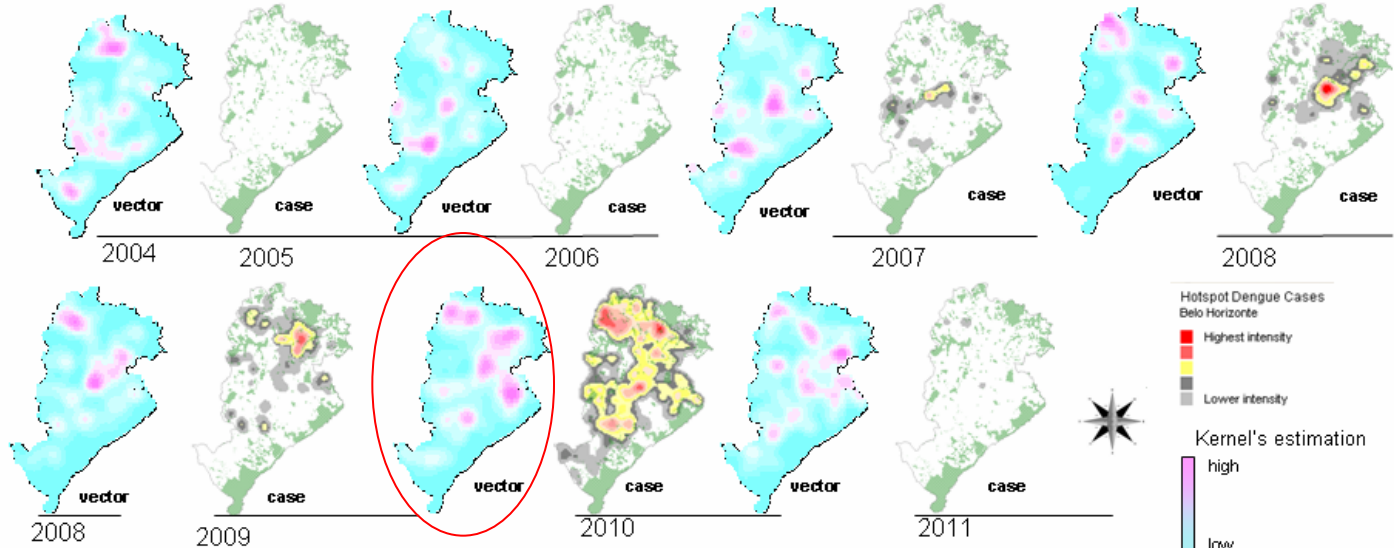 vector
case
vector
case
vector
case
vector
case
2004
2005
2006
2007
2008
Hotspot Dengue Cases
Belo Horizonte
Highest intensity
Lower intensity
Kernel's estimation
high
low
vector
case
vector
case
vector
case
2008
2009
2010
2011